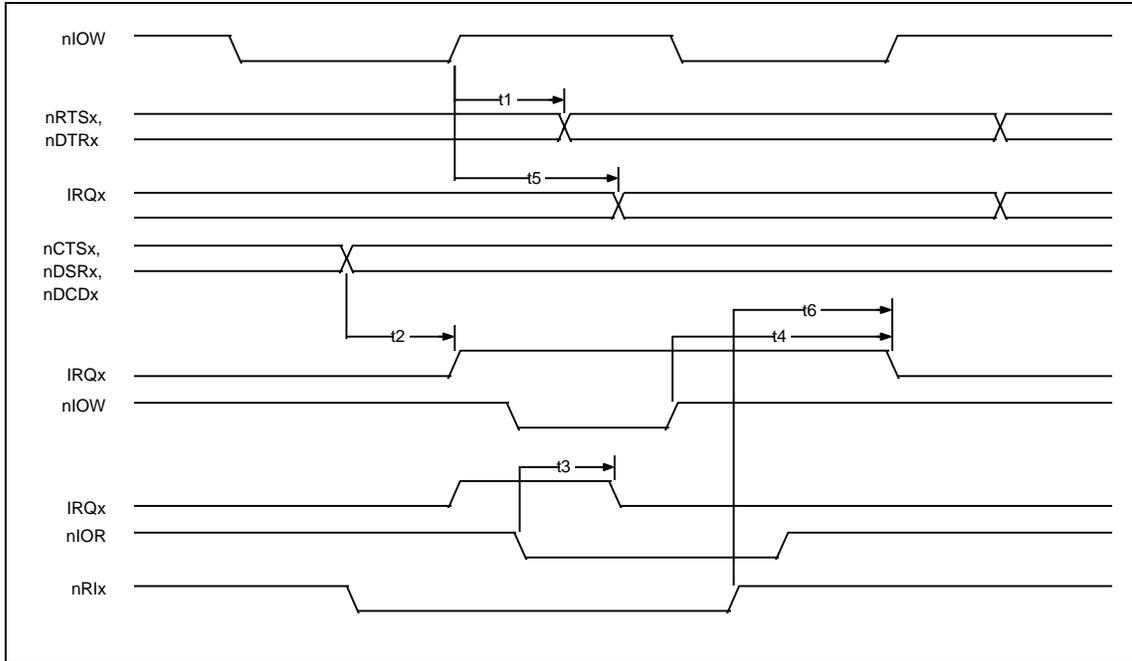 nIOW
t1
nRTSx,
nDTRx
t5
IRQx
nCTSx,
nDSRx,
nDCDx
t6
t2
t4
IRQx
nIOW
t3
IRQx
nIOR
nRIx